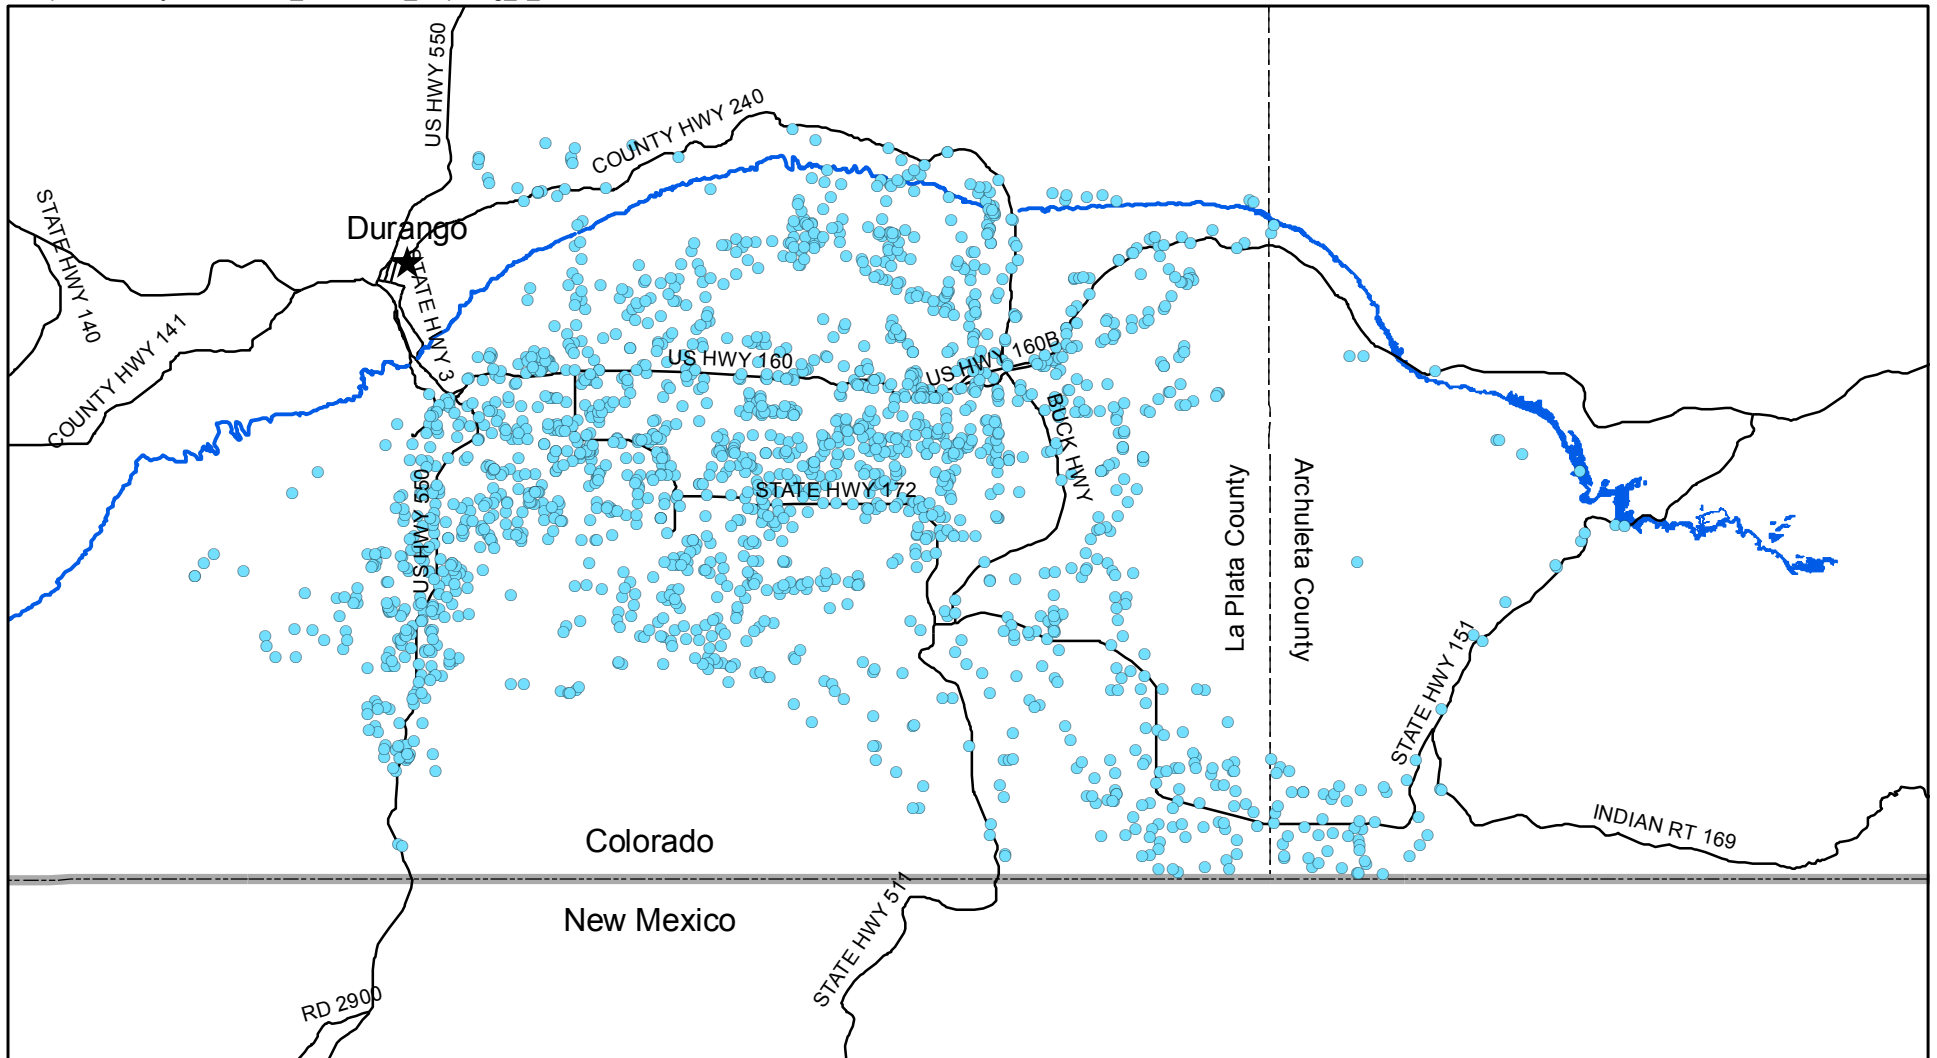 US HWY 550
COUNTY HWY 240
STATE HWY 140
Durango
STATE HWY 3
COUNTY HWY 141
US HWY 160
US HWY 160B
BUCK HWY
US HWY 550
STATE HWY 172
La Plata County
Archuleta County
STATE HWY 151
INDIAN RT 169
Colorado
New Mexico
STATE HWY 511
RD 2900